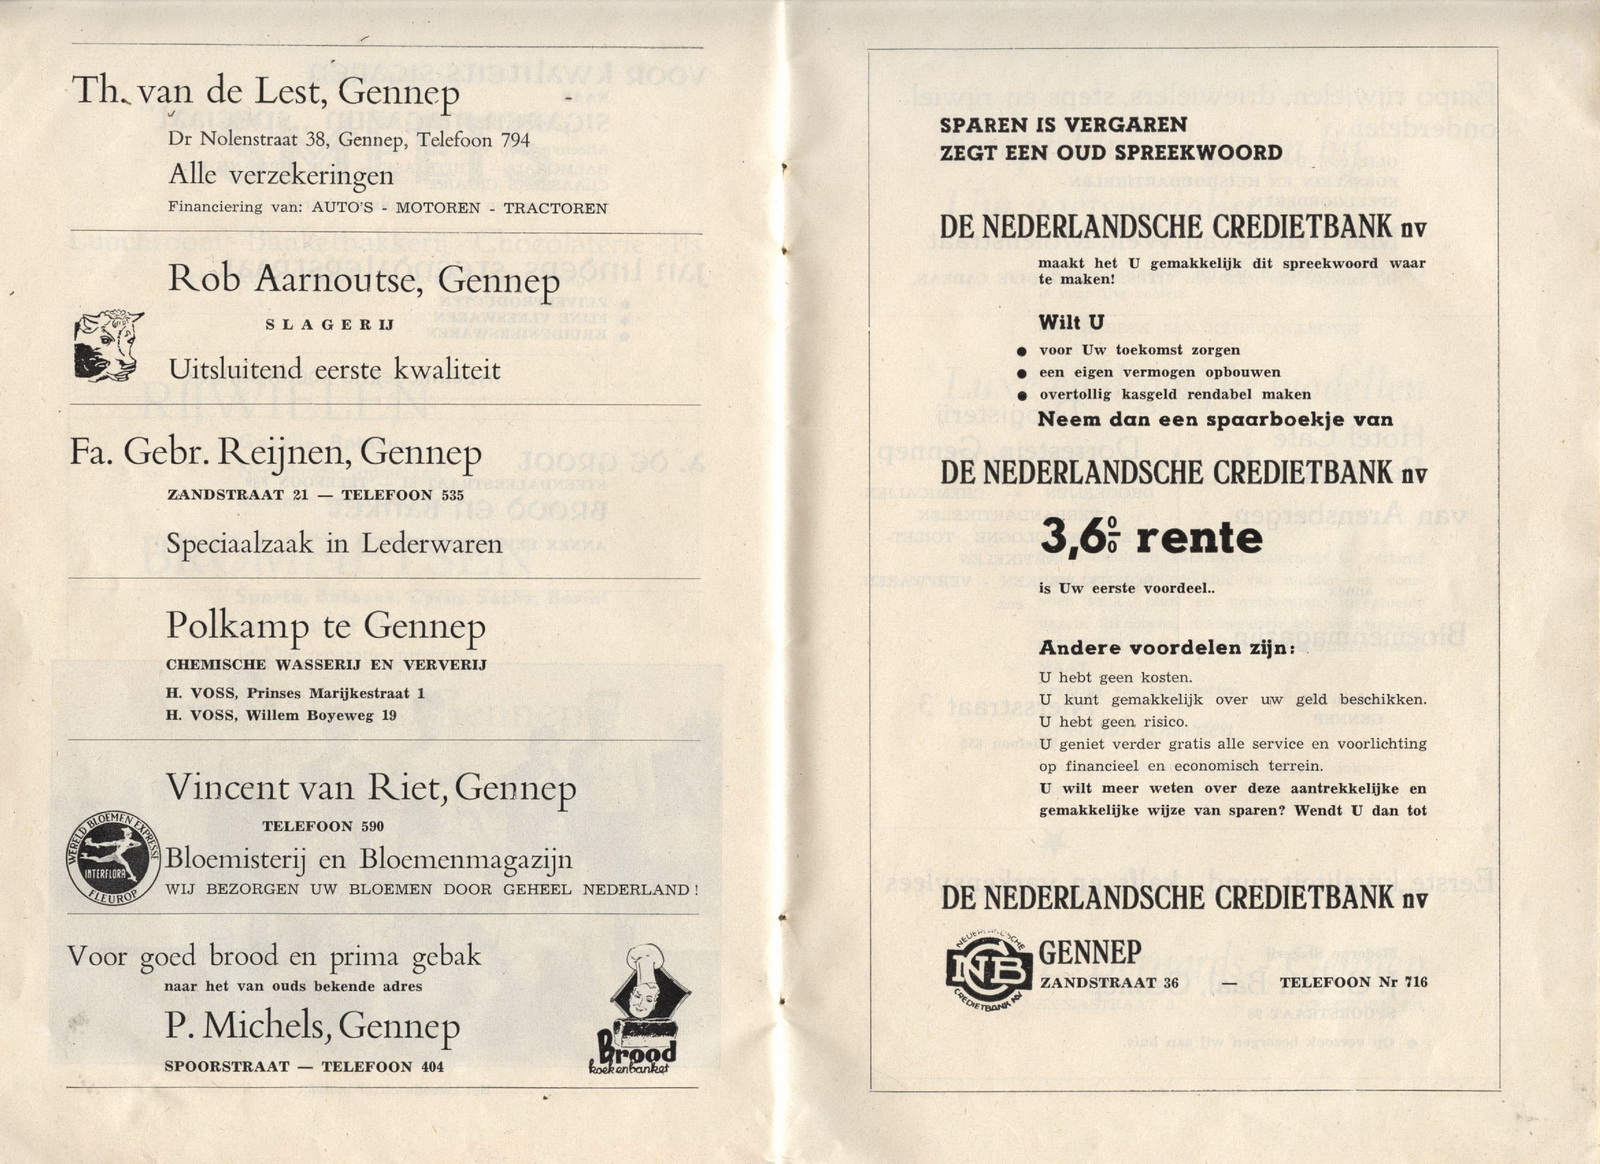 Th. van de Lest, Gennep
Dr Nolenstraat 38, Gennep, Telefoon 794
Alle verzekeringen
Financiering van: AUTO'S - MOTOREN - TRACTOREN
Rob Aarnoutse, Gennep
SLAGERIJ
Uitsluitend eerste kwaliteit
Fa. Gebr. Reijnen, Gennep
ZANDSTRAAT 21 — TELEFOON 535
Speciaalzaak in Lederwaren
Polkamp te Gennep
CHEMISCHE WASSERIJ EN VERVERIJ
H. VOSS, Prinses Marijkestraat 1
H. VOSS, Willem Boyeweg 19
Vincent van Riet, Gennep
TELEFOON 590
WERELD BLOEMEN EXPRESSE
INTERFLORA
FLEUROP
Bloemisterij en Bloemenmagazijn
WIJ BEZORGEN UW BLOEMEN DOOR GEHEEL NEDERLAND!
Voor goed brood en prima gebak
naar het van ouds bekende adres
P. Michels, Gennep
SPOORSTRAAT — TELEFOON 404
Brood
koek en banket
SPAREN IS VERGAREN
ZEGT EEN OUD SPREEKWOORD
DE NEDERLANDSCHE CREDIETBANK nv
maakt het U gemakkelijk dit spreekwoord waar
te maken!
Wilt U
● voor Uw toekomst zorgen
● een eigen vermogen opbouwen
● overtollig kasgeld rendabel maken
Neem dan een spaarboekje van
DE NEDERLANDSCHE CREDIETBANK nv
3,6% rente
is Uw eerste voordeel..
Andere voordelen zijn:
U hebt geen kosten.
U kunt gemakkelijk over uw geld beschikken.
U hebt geen risico.
U geniet verder gratis alle service en voorlichting
op financieel en economisch terrein.
U wilt meer weten over deze aantrekkelijke en
gemakkelijke wijze van sparen? Wendt U dan tot
DE NEDERLANDSCHE CREDIETBANK nv
NEDERLANDSCHE
NCB
CREDIETBANK NV
GENNEP
ZANDSTRAAT 36 — TELEFOON Nr 716